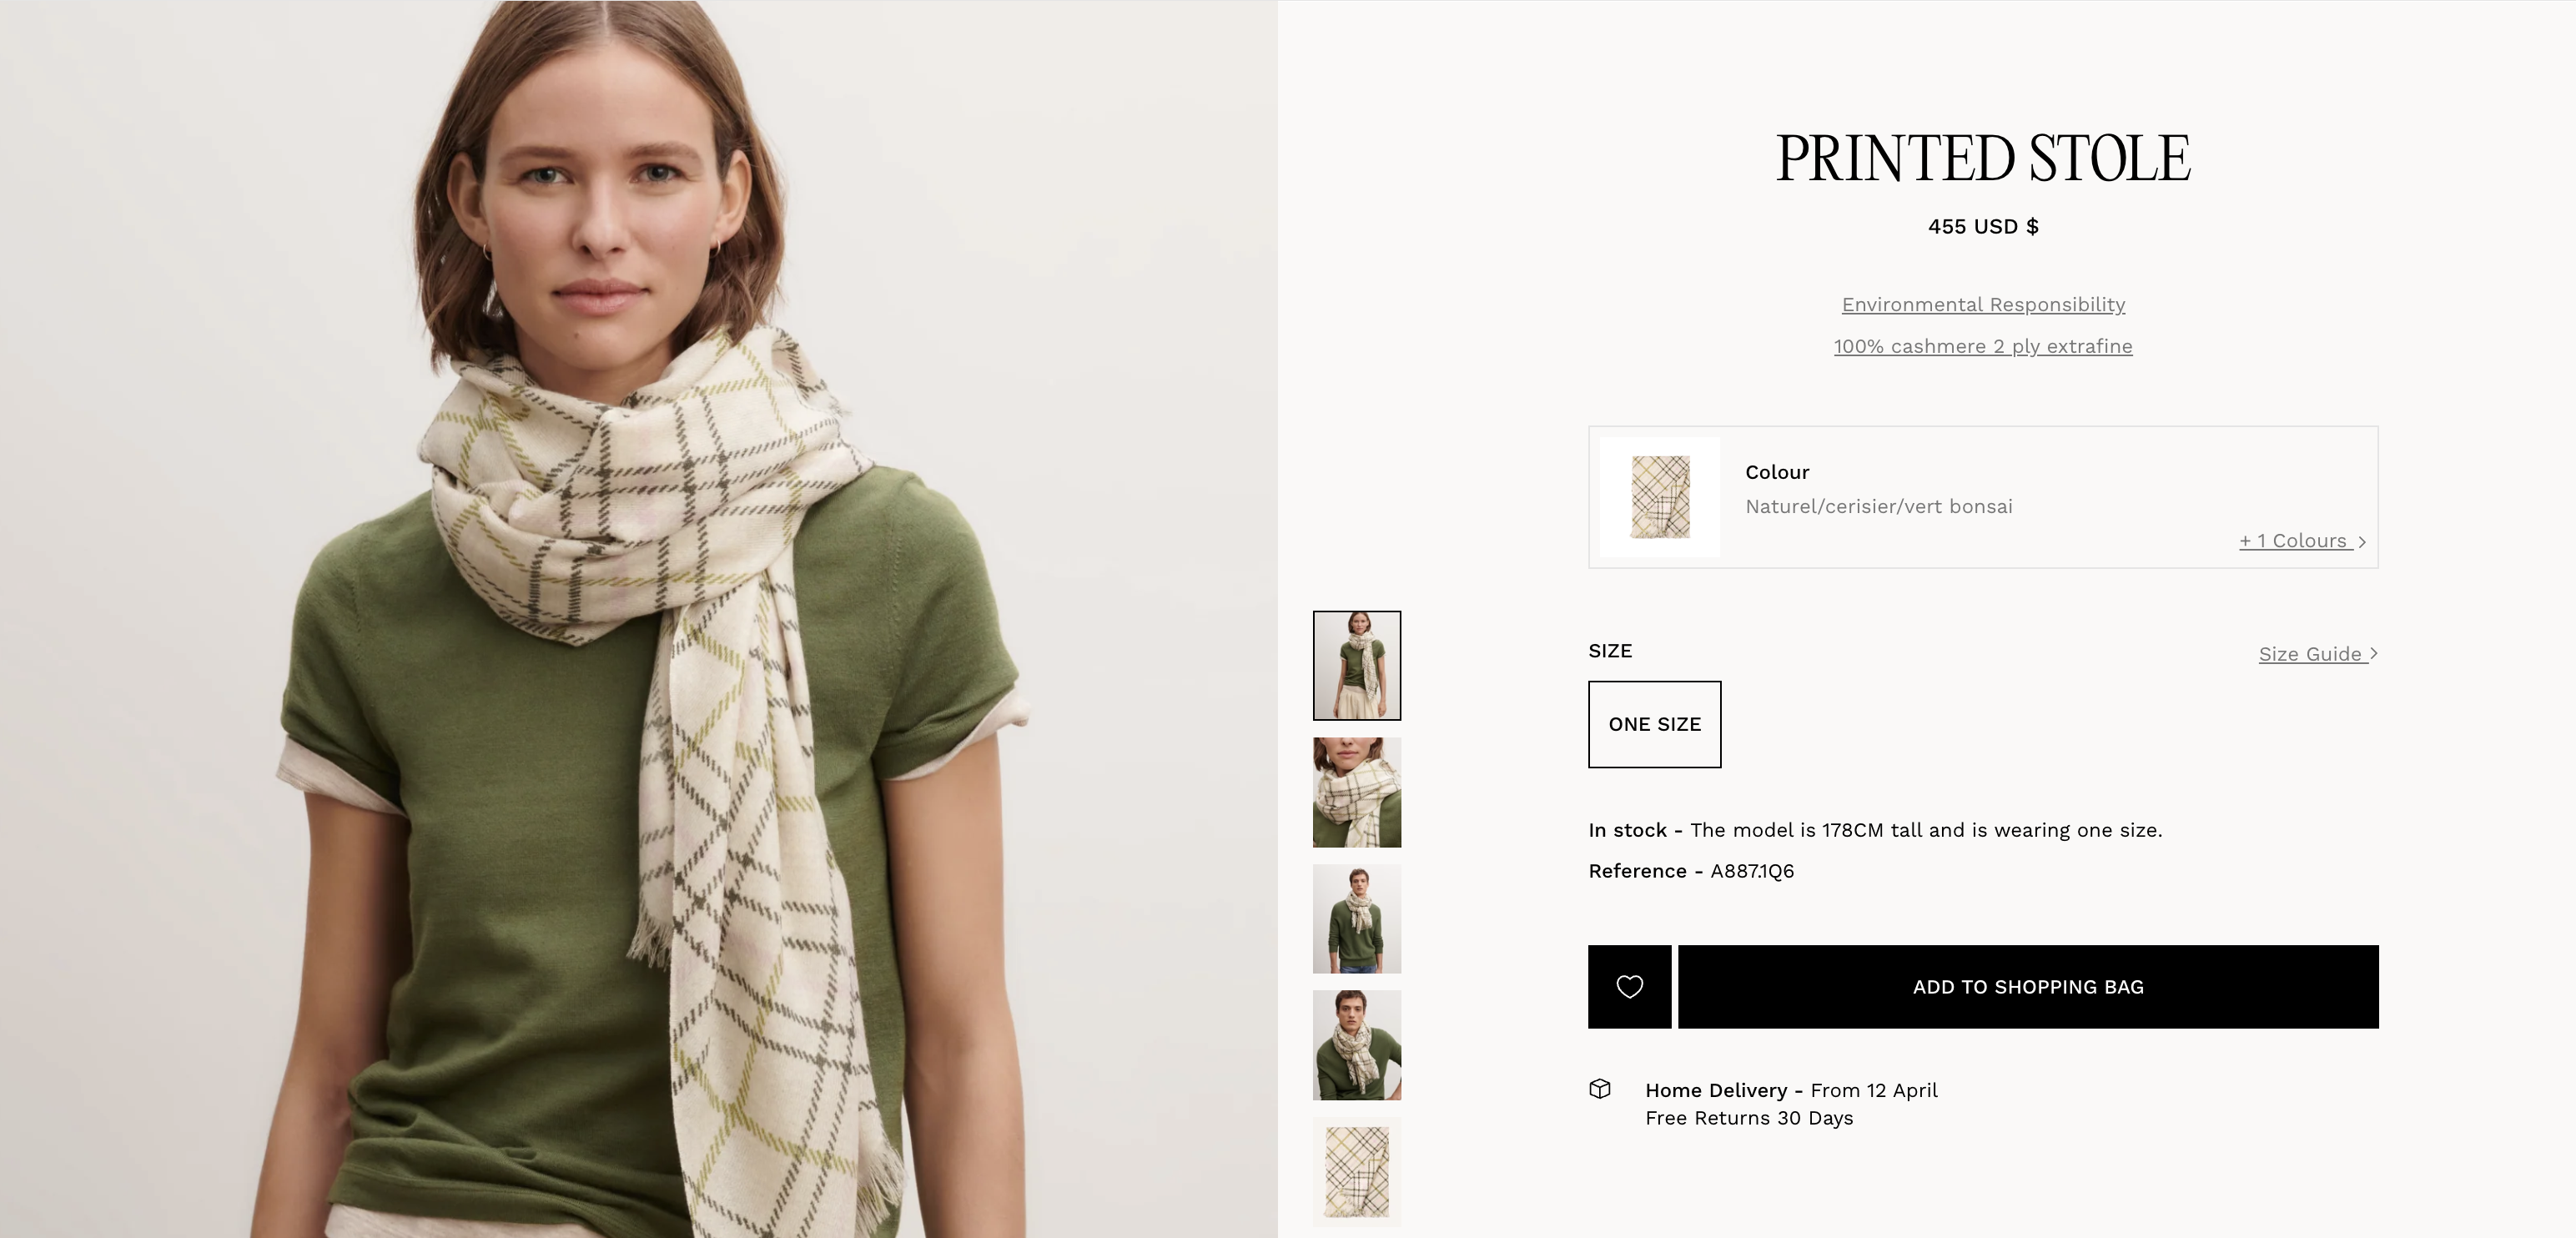 PRINTED STOLE
455 USD $
Environmental Responsibility
100% cashmere 2 ply extrafine
Colour
Naturel/cerisier/vert bonsai
+ 1 Colours
SIZE
Size Guide
ONE SIZE
In stock - The model is 178CM tall and is wearing one size.
Reference - A887.1Q6
ADD TO SHOPPING BAG
Home Delivery - From 12 April
Free Returns 30 Days